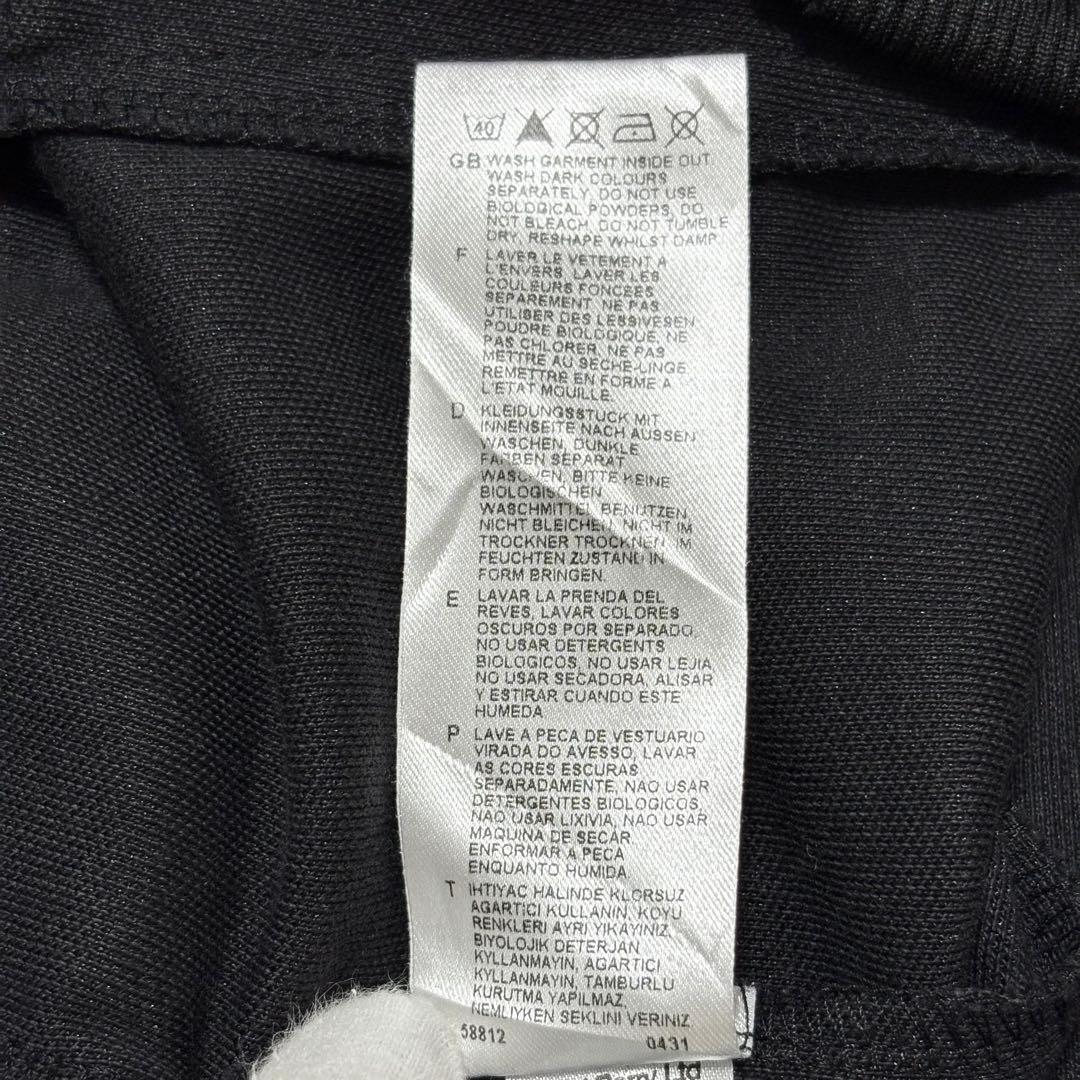 40
GB WASH GARMENT INSIDE OUT
WASH DARK COLOURS
SEPARATELY, DO NOT USE
BIOLOGICAL POWDERS, DO
NOT BLEACH, DO NOT TUMBLE
DRY, RESHAPE WHILST DAMP.
F LAVER LE VETEMENT A
L'ENVERS, LAVER LES
COULEURS FONCEES
SEPAREMENT, NE PAS
UTILISER DES LESSIVESEN
POUDRE BIOLOGIQUE, NE
PAS CHLORER, NE PAS
METTRE AU SECHE-LINGE
REMETTRE EN FORME A
L'ETAT MOUILLE.
D KLEIDUNGSSTUCK MIT
INNENSEITE NACH AUSSEN
WASCHEN, DUNKLE
FARBEN SEPARAT
WASCHEN, BITTE KEINE
BIOLOGISCHEN
WASCHMITTEL BENUTZEN,
NICHT BLEICHEN, NICHT IM
TROCKNER TROCKNEN, IM
FEUCHTEN ZUSTAND IN
FORM BRINGEN.
E LAVAR LA PRENDA DEL
REVES, LAVAR COLORES
OSCUROS POR SEPARADO,
NO USAR DETERGENTS
BIOLOGICOS, NO USAR LEJIA,
NO USAR SECADORA, ALISAR
Y ESTIRAR CUANDO ESTE
HUMEDA
P LAVE A PECA DE VESTUARIO
VIRADA DO AVESSO, LAVAR
AS CORES ESCURAS
SEPARADAMENTE, NAO USAR
DETERGENTES BIOLOGICOS,
NAO USAR LIXIVIA, NAO USAR
MAQUINA DE SECAR
ENFORMAR A PECA
ENQUANTO HUMIDA.
T IHTIYAC HALINDE KLORSUZ
AGARTICI KULLANIN, KOYU
RENKLERI AYRI YIKAYINIZ,
BIYOLOJIK DETERJAN
KYLLANMAYIN, AGARTICI
KYLLANMAYIN, TAMBURLU
KURUTMA YAPILMAZ,
NEMLIYKEN SEKLINI VERINIZ
58812 0431
Ltd